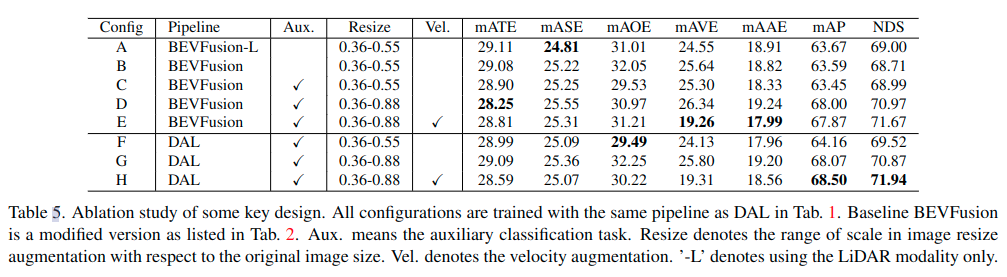 Config Pipeline Aux. Resize Vel. mATE mASE mAOE mAVE mAAE mAP NDS
A BEVFusion-L 0.36-0.55 29.11 24.81 31.01 24.55 18.91 63.67 69.00
B BEVFusion 0.36-0.55 29.08 25.22 32.05 25.64 18.82 63.59 68.71
C BEVFusion ✓ 0.36-0.55 28.90 25.25 29.53 25.30 18.33 63.45 68.99
D BEVFusion ✓ 0.36-0.88 28.25 25.55 30.97 26.34 19.24 68.00 70.97
E BEVFusion ✓ 0.36-0.88 ✓ 28.81 25.31 31.21 19.26 17.99 67.87 71.67
F DAL ✓ 0.36-0.55 28.99 25.09 29.49 24.13 17.96 64.16 69.52
G DAL ✓ 0.36-0.88 29.09 25.36 32.25 25.80 19.20 68.07 70.87
H DAL ✓ 0.36-0.88 ✓ 28.59 25.07 30.22 19.31 18.56 68.50 71.94
Table 5. Ablation study of some key design. All configurations are trained with the same pipeline as DAL in Tab. 1. Baseline BEVFusion
is a modified version as listed in Tab. 2. Aux. means the auxiliary classification task. Resize denotes the range of scale in image resize
augmentation with respect to the original image size. Vel. denotes the velocity augmentation. '-L' denotes using the LiDAR modality only.